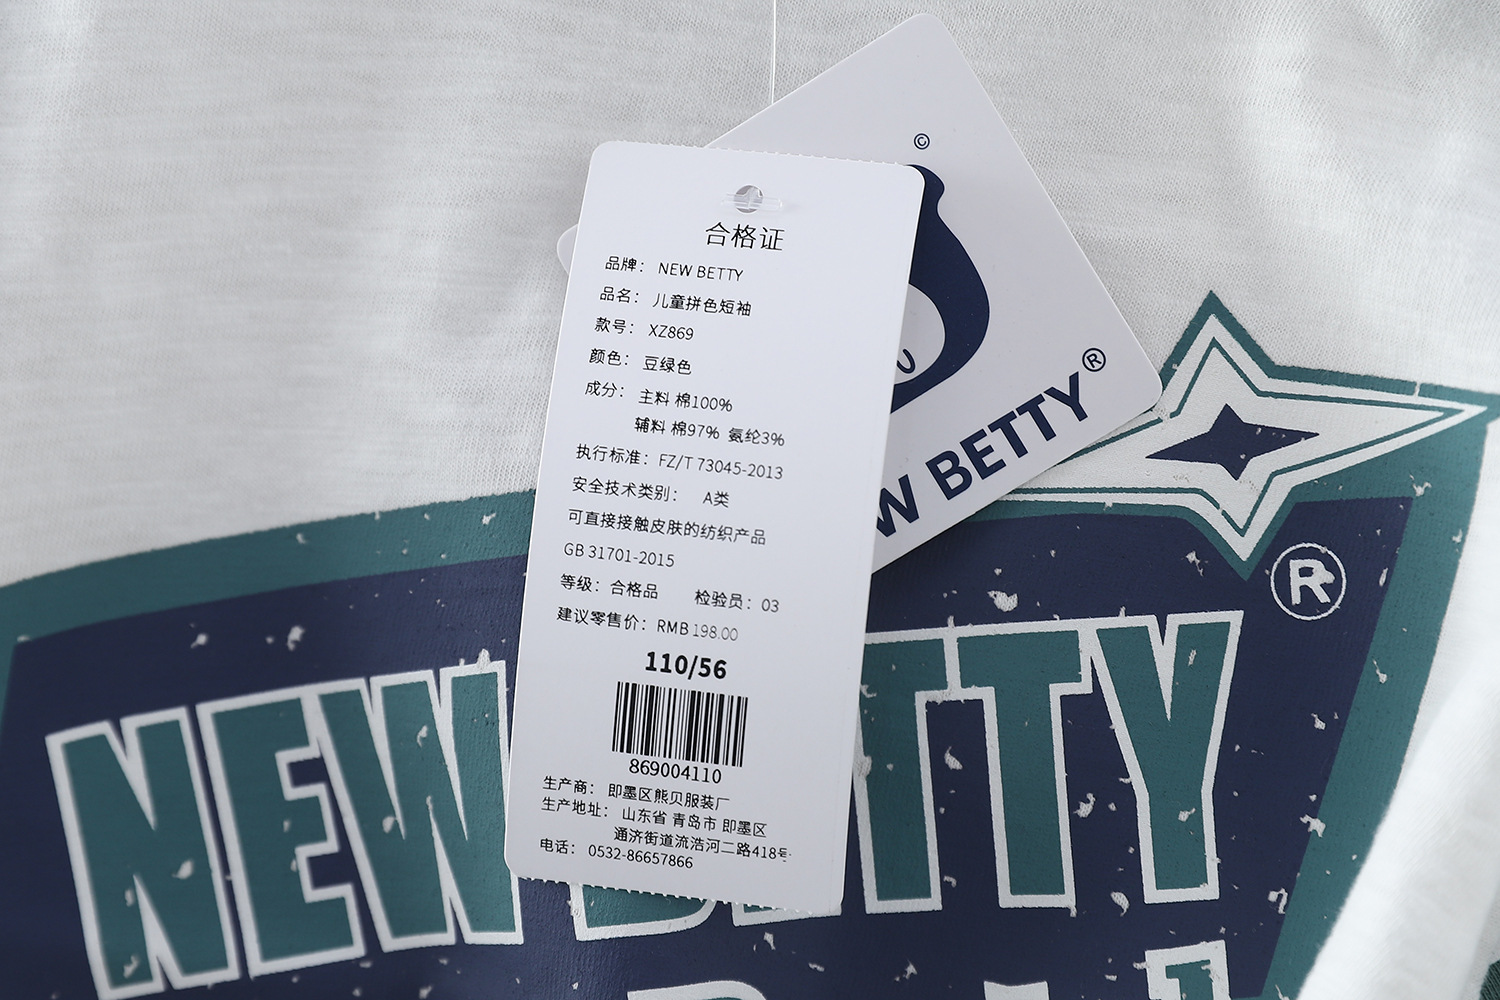 合格证
品牌: NEW BETTY
品名: 儿童拼色短袖
款号: XZ869
颜色: 豆绿色
成分: 主料 棉100%
辅料 棉97% 氨纶3%
执行标准: FZ/T 73045-2013
安全技术类别: A类
可直接接触皮肤的纺织产品
GB 31701-2015
等级: 合格品 检验员: 03
建议零售价: RMB 198.00
110/56
869004110
生产商: 即墨区熊贝服装厂
生产地址: 山东省 青岛市 即墨区
通济街道流浩河二路418号
电话: 0532-86657866
©
W BETTY®
®
NEW BETTY